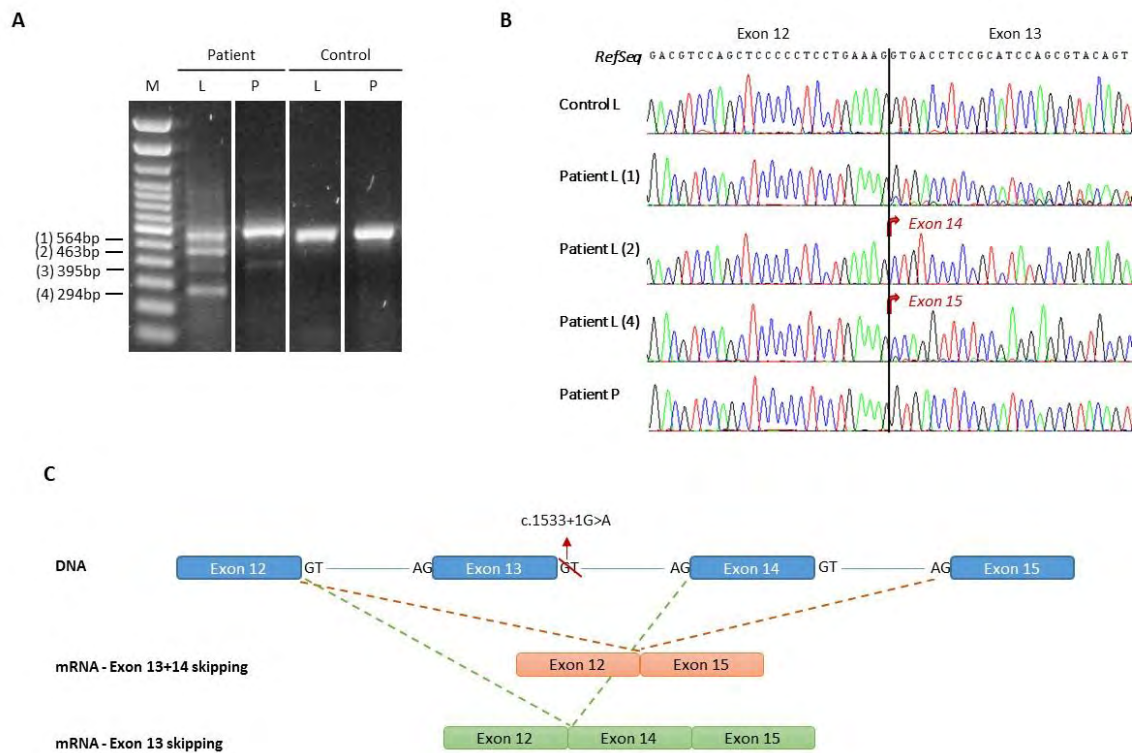 A
Patient
Control
M
L
P
L
P
(1) 564bp
(2) 463bp
(3) 395bp
(4) 294bp
B
Exon 12
Exon 13
RefSeq
GACGTCCAGCTCCCCCTCCTGAAAG
GTGACCTCCGCATCCAGCGTACAGT
Control L
Patient L (1)
Exon 14
Patient L (2)
Exon 15
Patient L (4)
Patient P
C
c.1533+1G>A
DNA
Exon 12
GT
AG
Exon 13
GT
AG
Exon 14
GT
AG
Exon 15
mRNA - Exon 13+14 skipping
Exon 12
Exon 15
mRNA - Exon 13 skipping
Exon 12
Exon 14
Exon 15